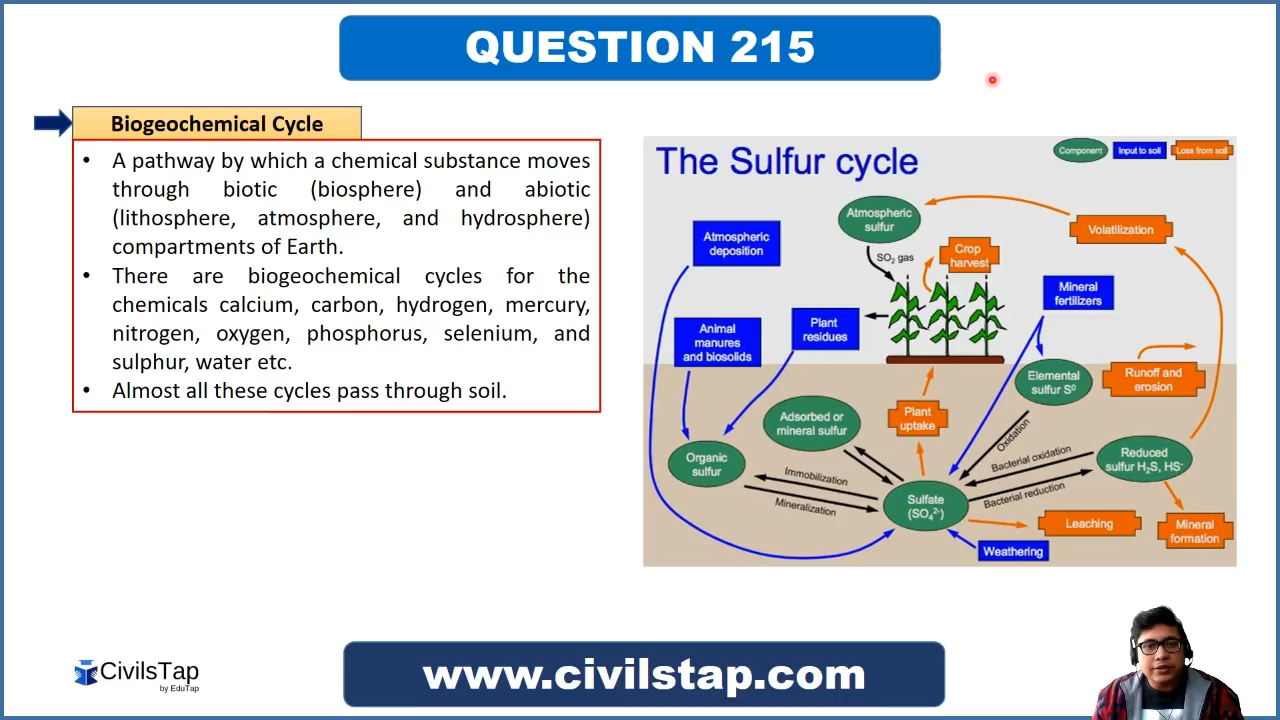 QUESTION 215
Biogeochemical Cycle
• A pathway by which a chemical substance moves
through biotic (biosphere) and abiotic
(lithosphere, atmosphere, and hydrosphere)
compartments of Earth.
• There are biogeochemical cycles for the
chemicals calcium, carbon, hydrogen, mercury,
nitrogen, oxygen, phosphorus, selenium, and
sulphur, water etc.
• Almost all these cycles pass through soil.
The Sulfur cycle
Component
Input to soil
Loss from soil
Atmospheric
sulfur
Atmospheric
deposition
SO₂ gas
Crop
harvest
Volatilization
Mineral
fertilizers
Animal
manures
and biosolids
Plant
residues
Elemental
sulfur S⁰
Runoff and
erosion
Adsorbed or
mineral sulfur
Plant
uptake
Oxidation
Organic
sulfur
Bacterial oxidation
Reduced
sulfur H₂S, HS⁻
Immobilization
Mineralization
Sulfate
(SO₄²⁻)
Bacterial reduction
Leaching
Mineral
formation
Weathering
CivilsTap
by EduTap
www.civilstap.com